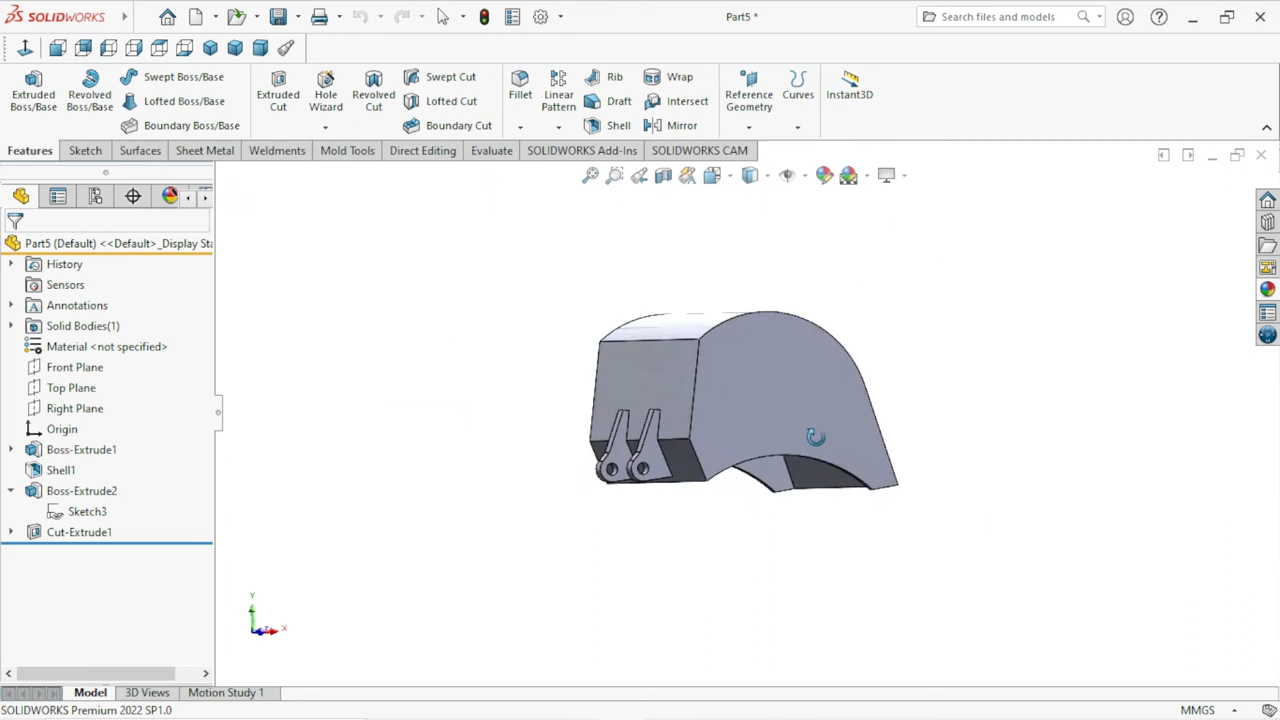 SOLIDWORKS
Part5 *
Search files and models
Extruded Boss/Base
Revolved Boss/Base
Swept Boss/Base
Lofted Boss/Base
Boundary Boss/Base
Extruded Cut
Hole Wizard
Revolved Cut
Swept Cut
Lofted Cut
Boundary Cut
Fillet
Linear Pattern
Rib
Draft
Shell
Wrap
Intersect
Mirror
Reference Geometry
Curves
Instant3D
Features
Sketch
Surfaces
Sheet Metal
Weldments
Mold Tools
Direct Editing
Evaluate
SOLIDWORKS Add-Ins
SOLIDWORKS CAM
Part5 (Default) <<Default>_Display Sta
History
Sensors
Annotations
Solid Bodies(1)
Material <not specified>
Front Plane
Top Plane
Right Plane
Origin
Boss-Extrude1
Shell1
Boss-Extrude2
Sketch3
Cut-Extrude1
Y
X
Model
3D Views
Motion Study 1
SOLIDWORKS Premium 2022 SP1.0
MMGS